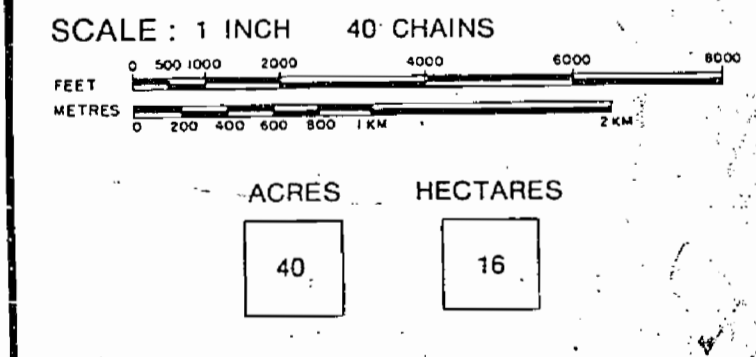 SCALE : 1 INCH 40 CHAINS
0 500 1000 2000 4000 6000 8000
FEET
METRES
0 200 400 600 800 1 KM 2 KM
ACRES HECTARES
40 16